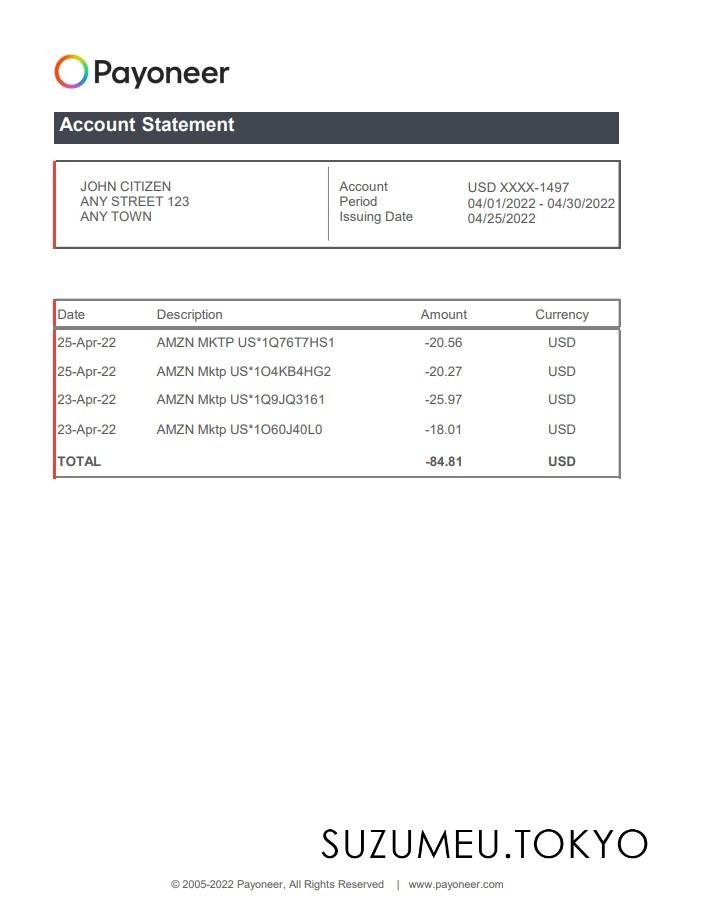 Payoneer
Account Statement
JOHN CITIZEN
ANY STREET 123
ANY TOWN
Account USD XXXX-1497
Period 04/01/2022 - 04/30/2022
Issuing Date 04/25/2022
Date Description Amount Currency
25-Apr-22 AMZN MKTP US*1Q76T7HS1 -20.56 USD
25-Apr-22 AMZN Mktp US*1O4KB4HG2 -20.27 USD
23-Apr-22 AMZN Mktp US*1Q9JQ3161 -25.97 USD
23-Apr-22 AMZN Mktp US*1O60J40L0 -18.01 USD
TOTAL -84.81 USD
SUZUMEU.TOKYO
© 2005-2022 Payoneer, All Rights Reserved | www.payoneer.com